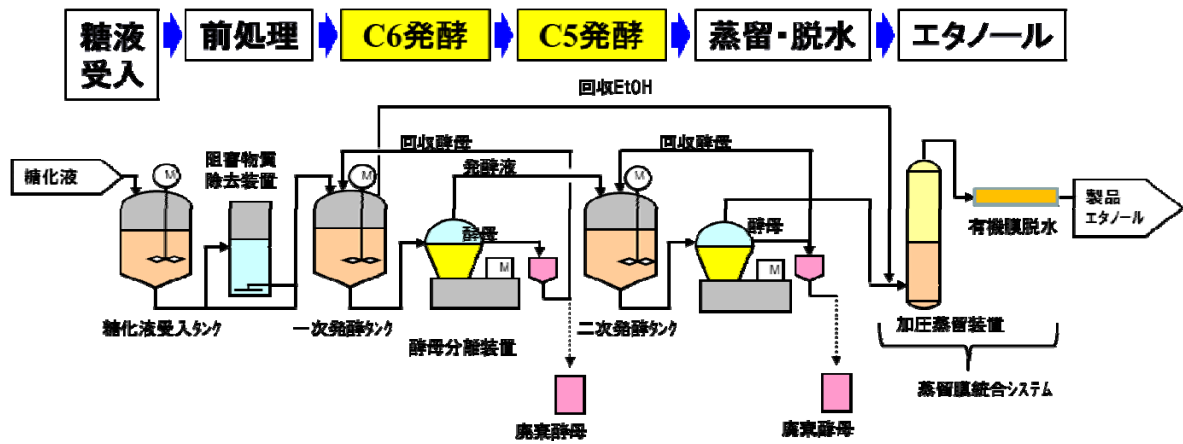 糖液
受入
前処理
C6発酵
C5発酵
蒸留・脱水
エタノール
回収EtOH
糖化液
M
阻害物質
除去装置
M
回収酵母
発酵液
回収酵母
M
酵母
M
酵母
M
有機膜脱水
製品
エタノール
糖化液受入タンク
一次発酵タンク
酵母分離装置
二次発酵タンク
加圧蒸留装置
蒸留膜統合システム
廃棄酵母
廃棄酵母